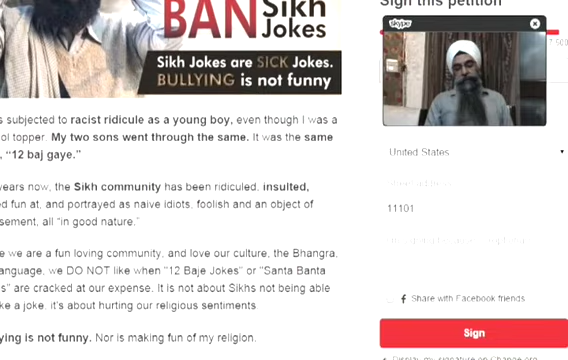 BAN Sikh
Jokes
Sikh Jokes are SICK Jokes.
BULLYING is not funny
subjected to racist ridicule as a young boy, even though I was a
topper. My two sons went through the same. It was the same
"12 baj gaye."
years now, the Sikh community has been ridiculed, insulted,
fun at, and portrayed as naive idiots, foolish and an object of
all "in good nature."
we are a fun loving community, and love our culture, the Bhangra,
we DO NOT like when "12 Baje Jokes" or "Santa Banta
are cracked at our expense. It is not about Sikhs not being able
a joke, it's about hurting our religious sentiments
is not funny. Nor is making fun of my religion.
Sign this petition
skype
United States
11101
f Share with Facebook friends
Sign
Display my signature on Change.org